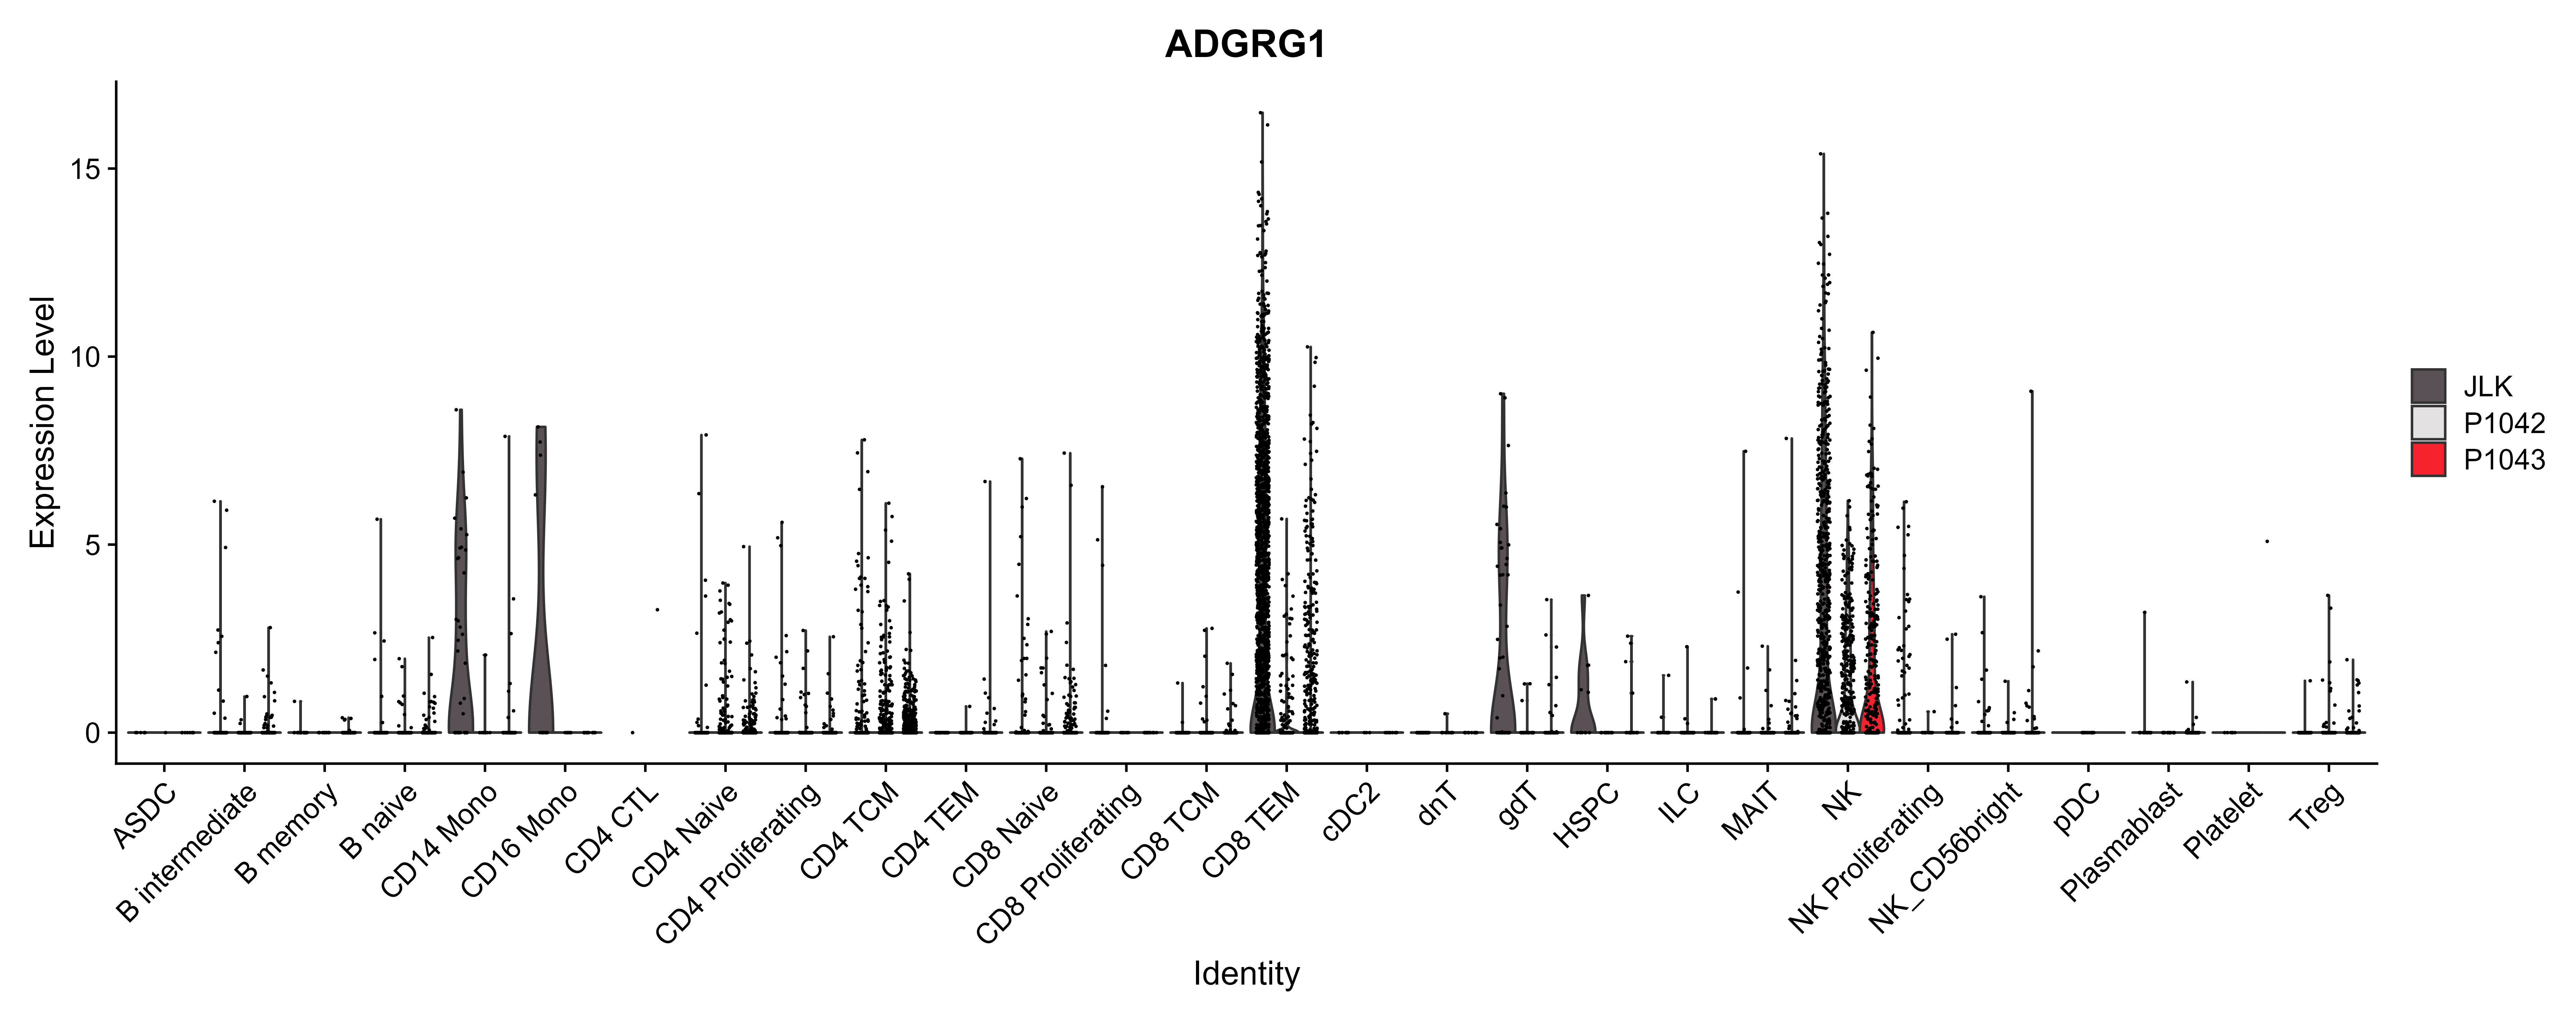 ADGRG1
Expression Level
15
10
5
0
ASDC
B intermediate
B memory
B naive
CD14 Mono
CD16 Mono
CD4 CTL
CD4 Naive
CD4 Proliferating
CD4 TCM
CD4 TEM
CD8 Naive
CD8 Proliferating
CD8 TCM
CD8 TEM
cDC2
dnT
gdT
HSPC
ILC
MAIT
NK
NK Proliferating
NK_CD56bright
pDC
Plasmablast
Platelet
Treg
Identity
JLK
P1042
P1043